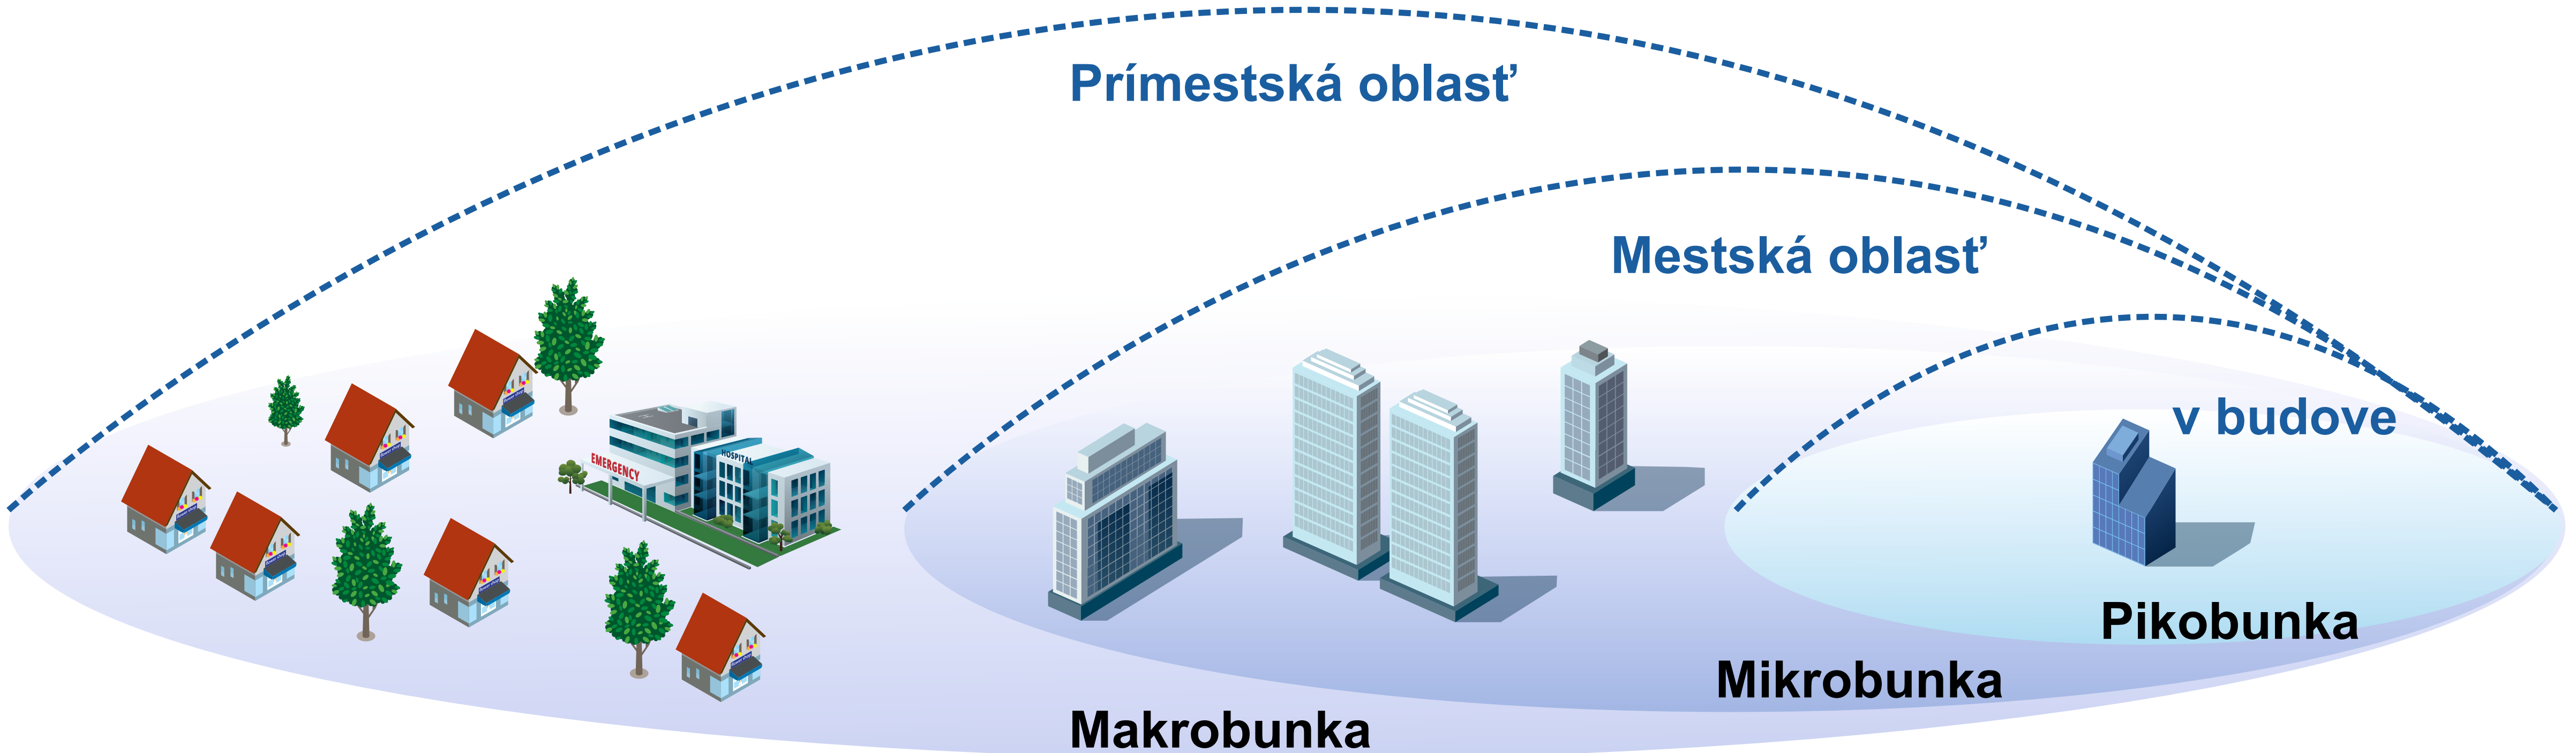 Prímestská oblasť
Mestská oblasť
v budove
HOSPITAL
EMERGENCY
Pikobunka
Mikrobunka
Makrobunka